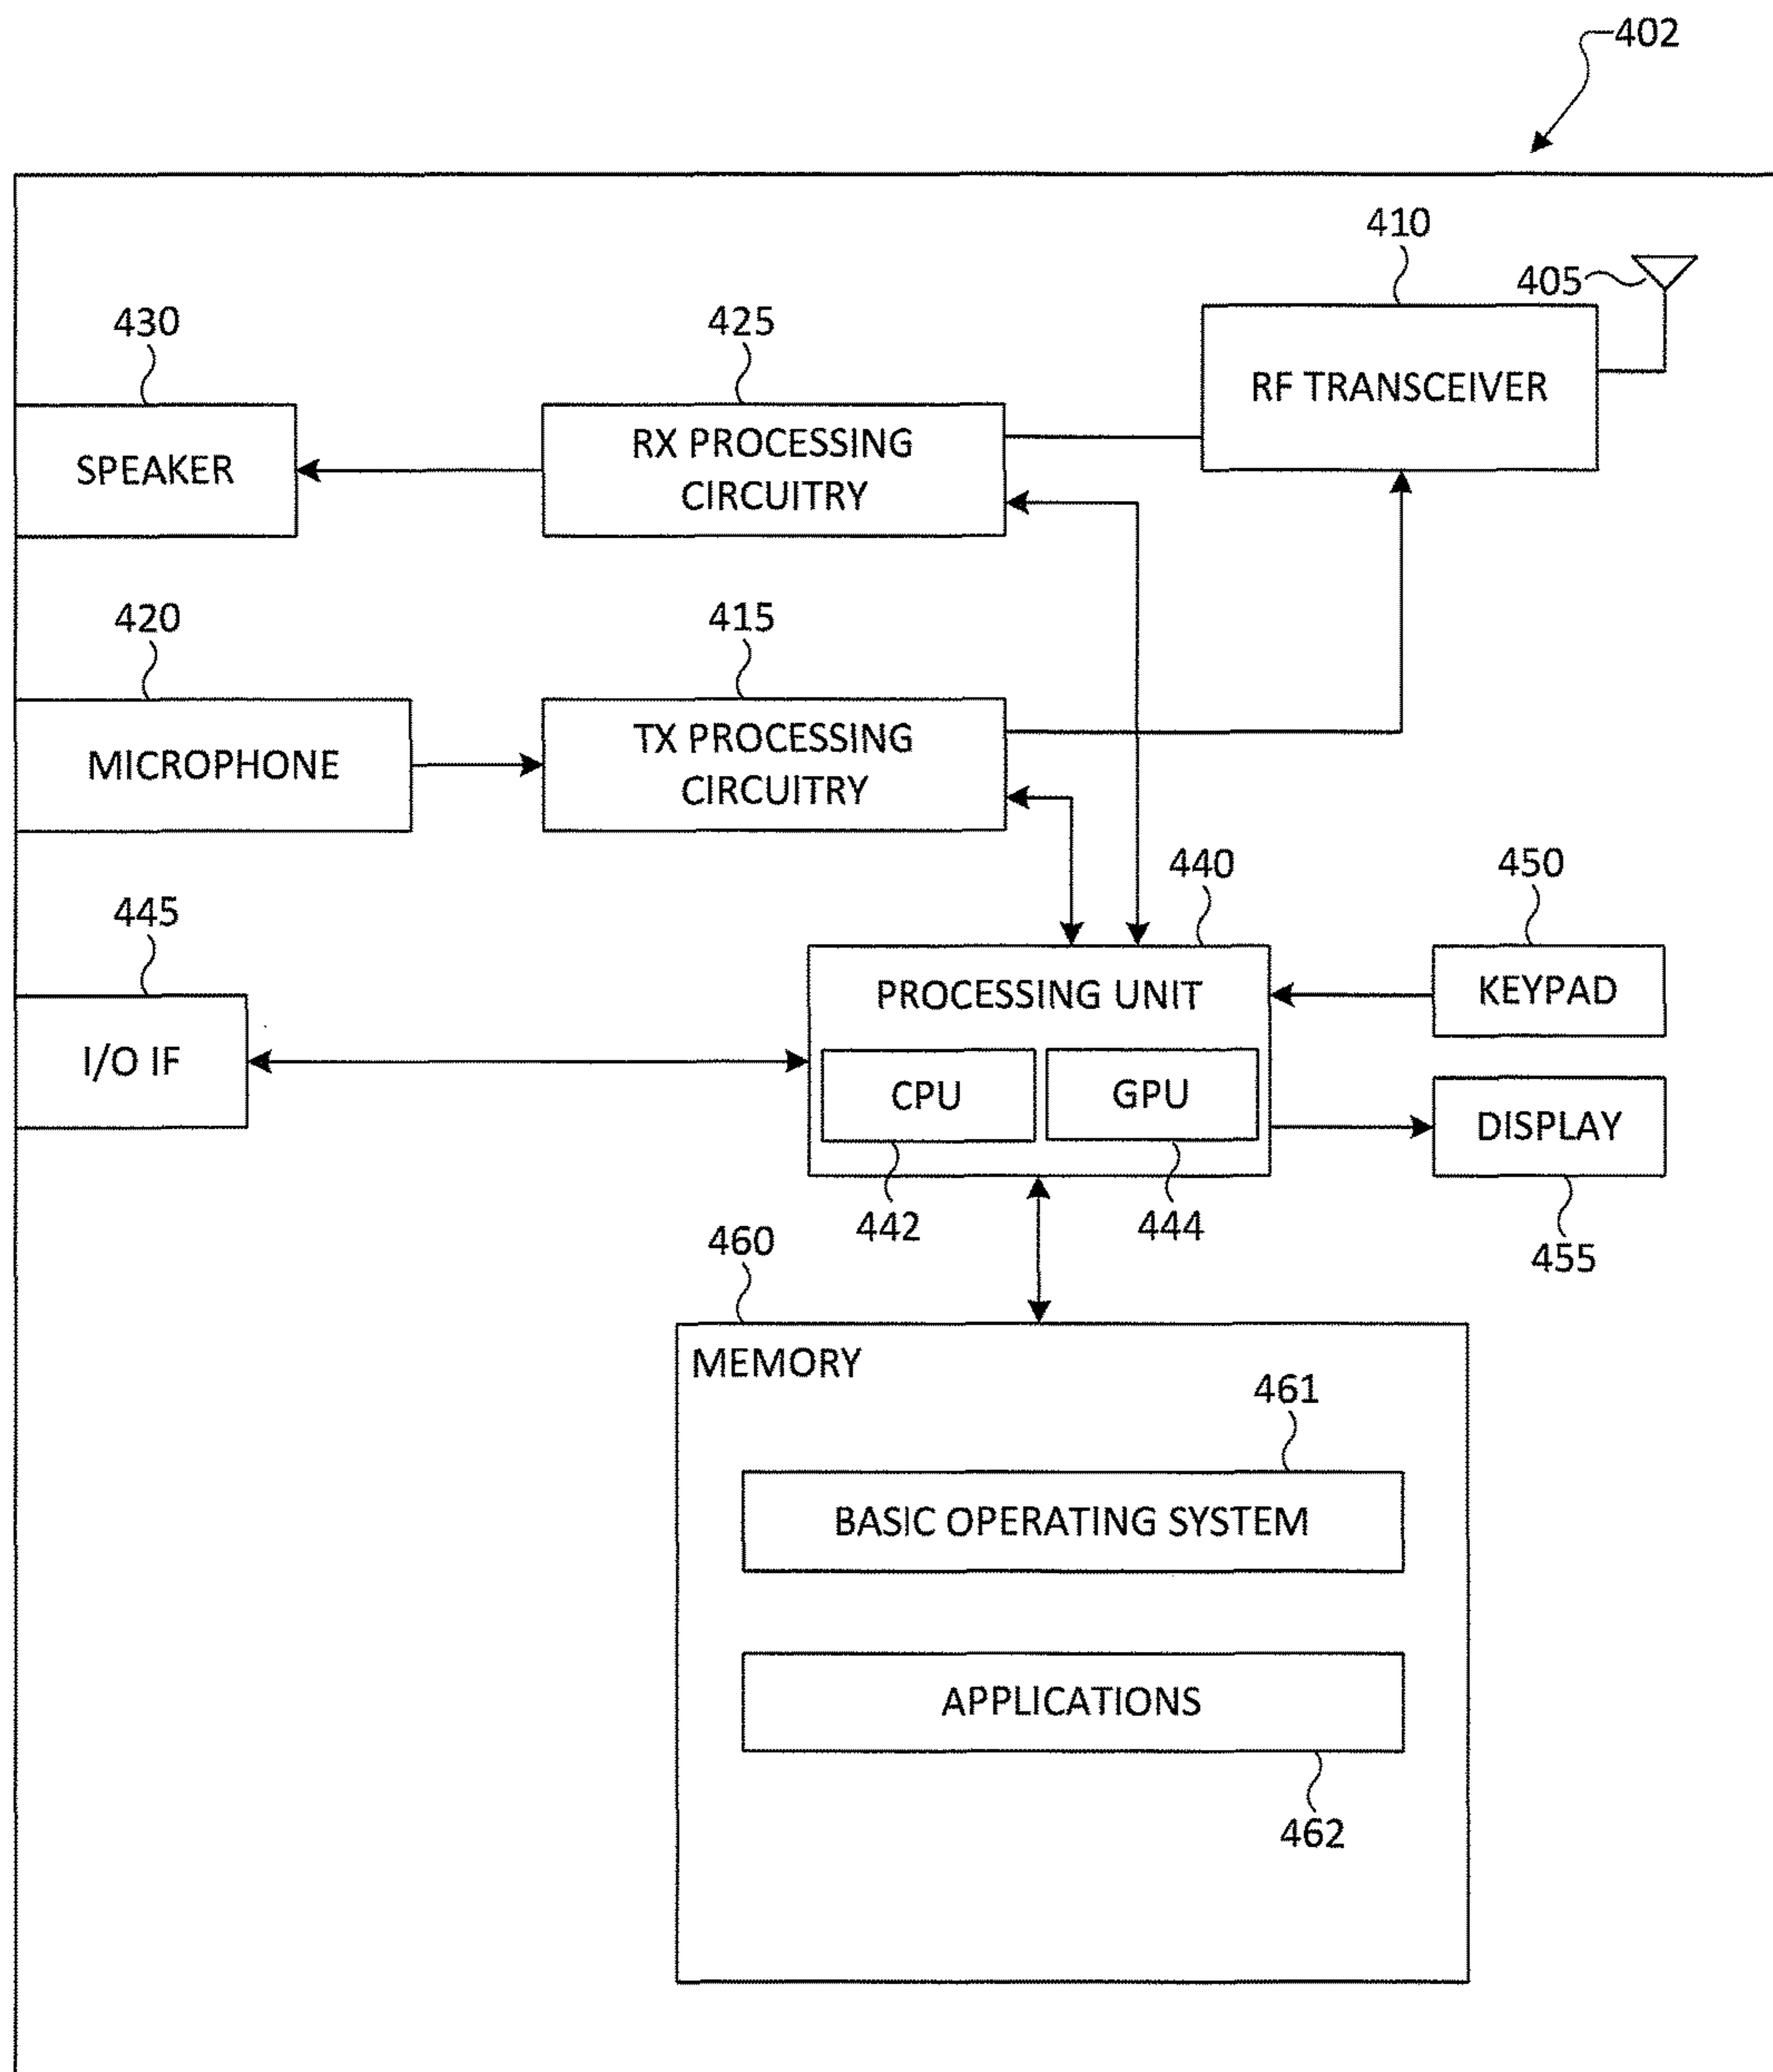 402
410
405
RF TRANSCEIVER
430
425
SPEAKER
RX PROCESSING
CIRCUITRY
420
415
MICROPHONE
TX PROCESSING
CIRCUITRY
445
440
450
I/O IF
PROCESSING UNIT
KEYPAD
CPU
GPU
DISPLAY
442
444
455
460
MEMORY
461
BASIC OPERATING SYSTEM
APPLICATIONS
462